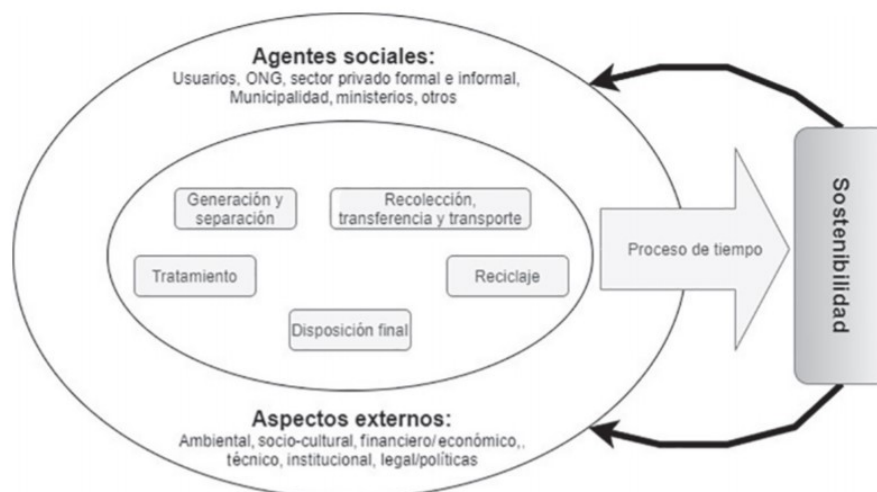 Agentes sociales:
Usuarios, ONG, sector privado formal e informal,
Municipalidad, ministerios, otros
Generación y
separación
Recolección,
transferencia y transporte
Tratamiento
Reciclaje
Disposición final
Proceso de tiempo
Sostenibilidad
Aspectos externos:
Ambiental, socio-cultural, financiero/económico,.
técnico, institucional, legal/políticas